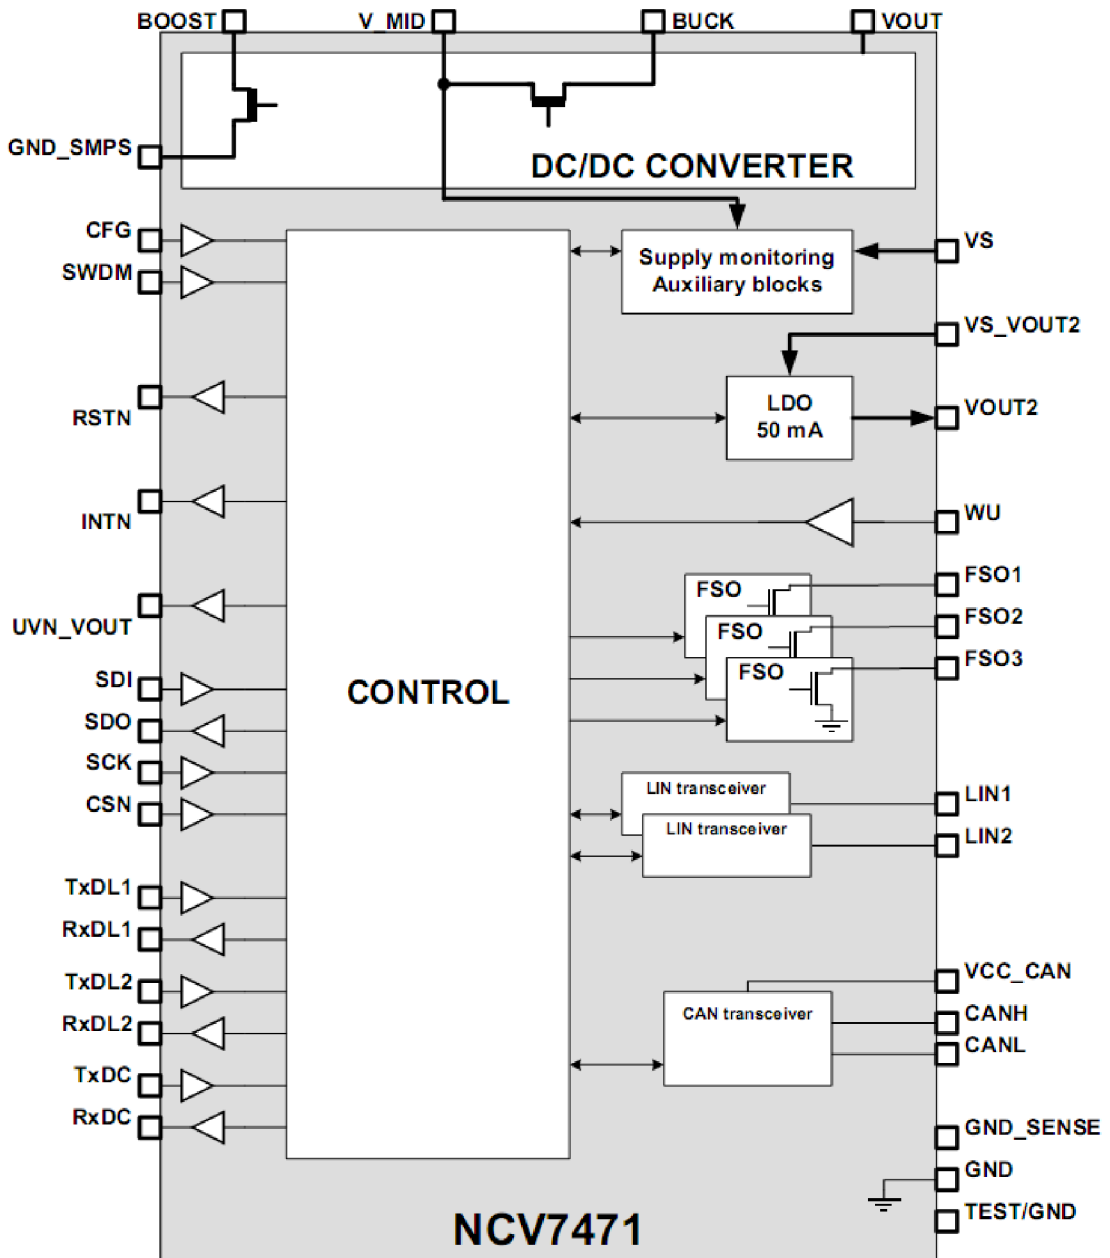 BOOST
V_MID
BUCK
VOUT
GND_SMPS
DC/DC CONVERTER
CFG
SWDM
Supply monitoring
Auxiliary blocks
VS
VS_VOUT2
RSTN
LDO
50 mA
VOUT2
INTN
WU
UVN_VOUT
FSO
FSO1
FSO
FSO2
FSO
FSO3
SDI
SDO
SCK
CSN
CONTROL
LIN transceiver
LIN1
LIN transceiver
LIN2
TxDL1
RxDL1
TxDL2
RxDL2
TxDC
RxDC
VCC_CAN
CAN transceiver
CANH
CANL
GND_SENSE
GND
TEST/GND
NCV7471